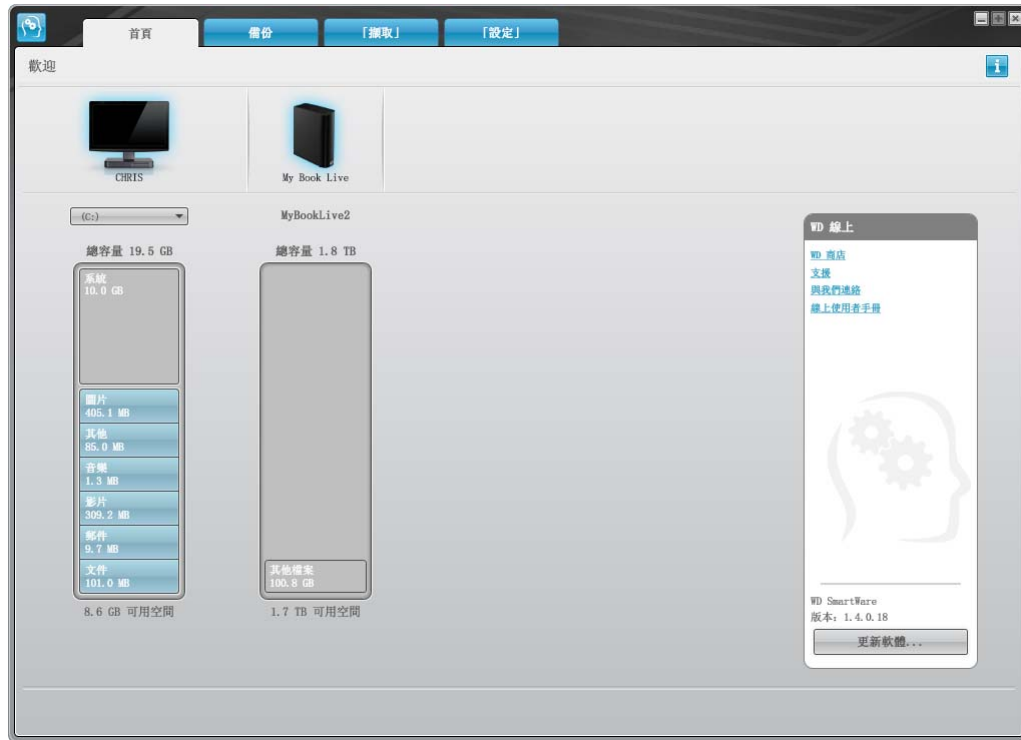 首頁
備份
「擷取」
「設定」
歡迎
CHRIS
My Book Live
(C:)
MyBookLive2
總容量 19.5 GB
總容量 1.8 TB
系統
10.0 GB
圖片
405.1 MB
其他
85.0 MB
音樂
1.3 MB
影片
309.2 MB
郵件
9.7 MB
文件
101.0 MB
其他檔案
100.8 GB
8.6 GB 可用空間
1.7 TB 可用空間
WD 線上
WD 商店
支援
與我們連絡
線上使用者手冊
WD SmartWare
版本: 1.4.0.18
更新軟體...